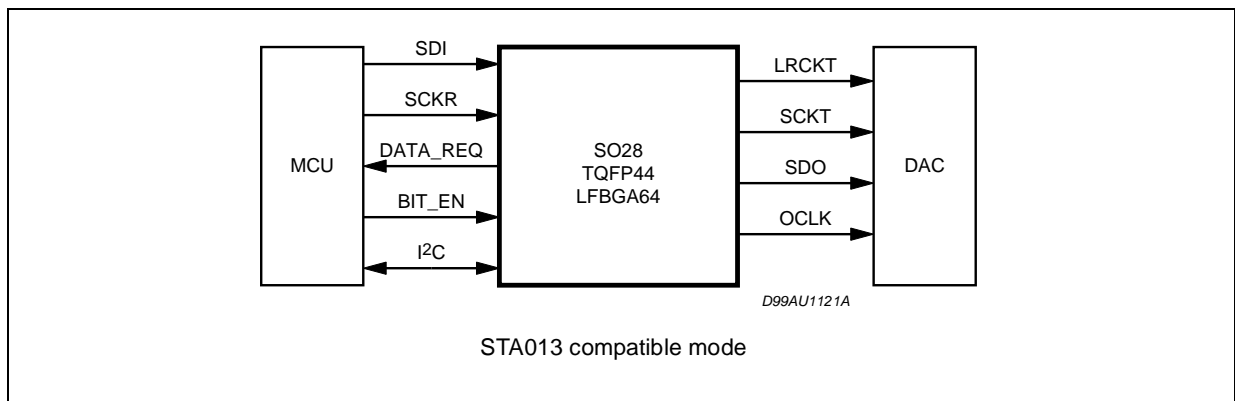 SDI
SCKR
DATA_REQ
BIT_EN
I²C
MCU
SO28
TQFP44
LFBGA64
LRCKT
SCKT
SDO
OCLK
DAC
D99AU1121A
STA013 compatible mode